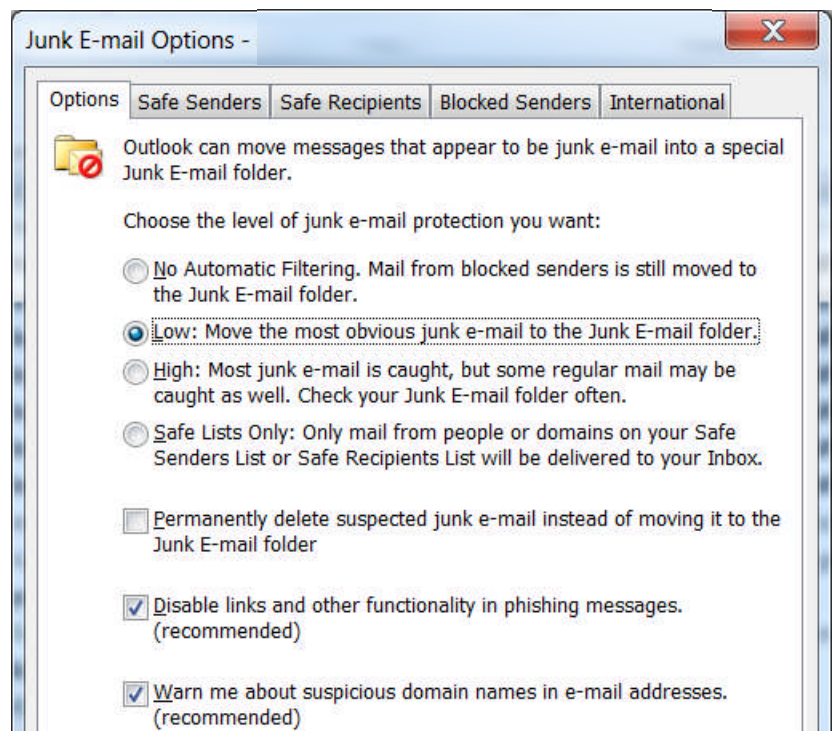 Junk E-mail Options -
Options Safe Senders Safe Recipients Blocked Senders International
Outlook can move messages that appear to be junk e-mail into a special
Junk E-mail folder.
Choose the level of junk e-mail protection you want:
No Automatic Filtering. Mail from blocked senders is still moved to
the Junk E-mail folder.
Low: Move the most obvious junk e-mail to the Junk E-mail folder.
High: Most junk e-mail is caught, but some regular mail may be
caught as well. Check your Junk E-mail folder often.
Safe Lists Only: Only mail from people or domains on your Safe
Senders List or Safe Recipients List will be delivered to your Inbox.
Permanently delete suspected junk e-mail instead of moving it to the
Junk E-mail folder
Disable links and other functionality in phishing messages.
(recommended)
Warn me about suspicious domain names in e-mail addresses.
(recommended)